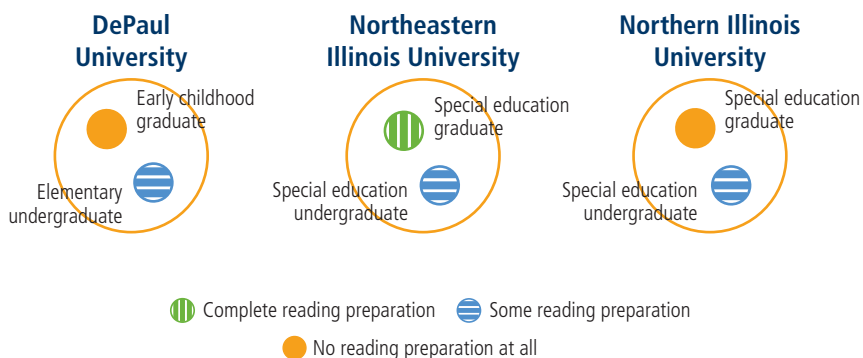 DePaul
University
Northeastern
Illinois University
Northern Illinois
University
Early childhood
graduate
Elementary
undergraduate
Special education
graduate
Special education
undergraduate
Special education
graduate
Special education
undergraduate
Complete reading preparation
Some reading preparation
No reading preparation at all